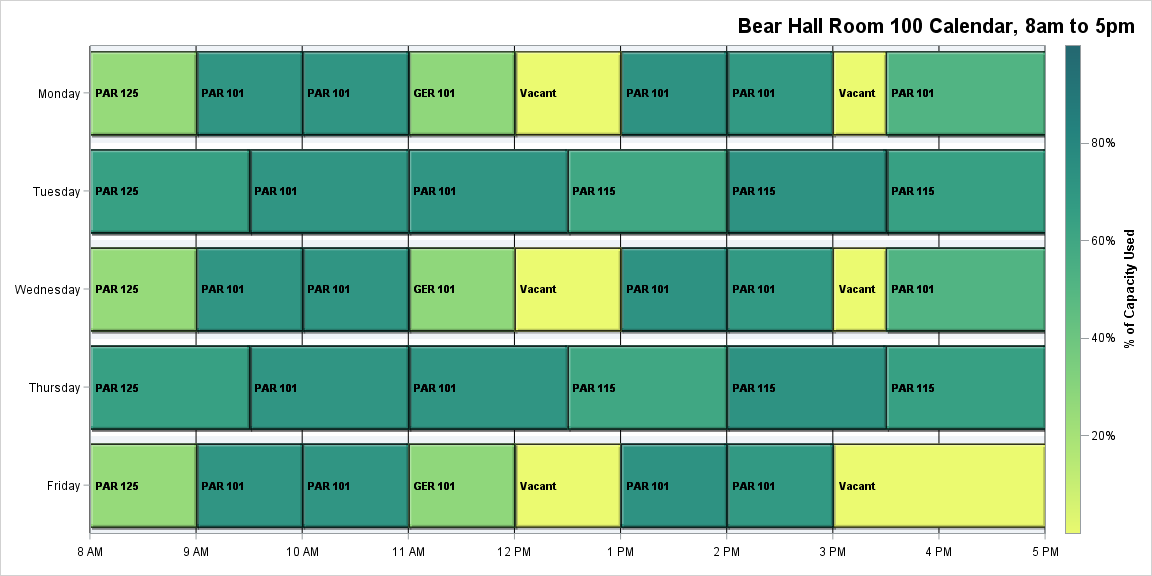 Bear Hall Room 100 Calendar, 8am to 5pm
Monday PAR 125 PAR 101 PAR 101 GER 101 Vacant PAR 101 PAR 101 Vacant PAR 101
Tuesday PAR 125 PAR 101 PAR 101 PAR 115 PAR 115 PAR 115
Wednesday PAR 125 PAR 101 PAR 101 GER 101 Vacant PAR 101 PAR 101 Vacant PAR 101
Thursday PAR 125 PAR 101 PAR 101 PAR 115 PAR 115 PAR 115
Friday PAR 125 PAR 101 PAR 101 GER 101 Vacant PAR 101 PAR 101 Vacant
8 AM 9 AM 10 AM 11 AM 12 PM 1 PM 2 PM 3 PM 4 PM 5 PM
80%
60%
40%
20%
% of Capacity Used